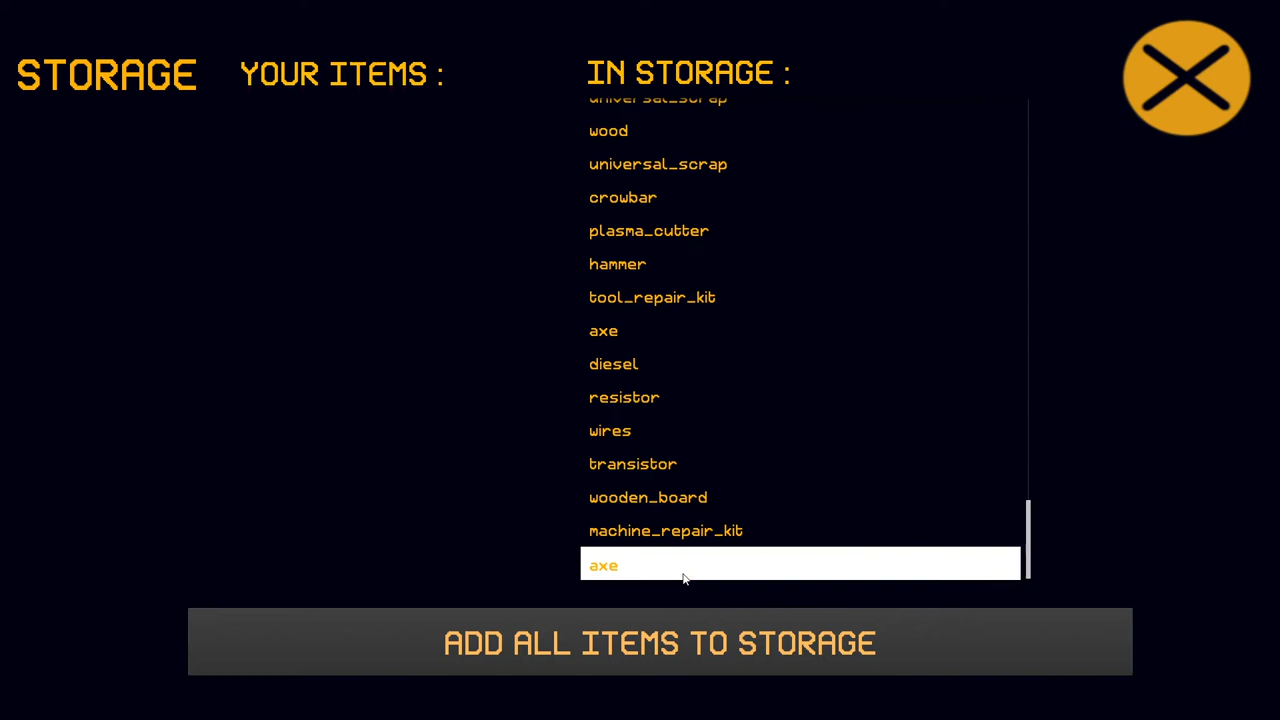 STORAGE
YOUR ITEMS :
IN STORAGE :
universal_scrap
wood
universal_scrap
crowbar
plasma_cutter
hammer
tool_repair_kit
axe
diesel
resistor
wires
transistor
wooden_board
machine_repair_kit
axe
ADD ALL ITEMS TO STORAGE